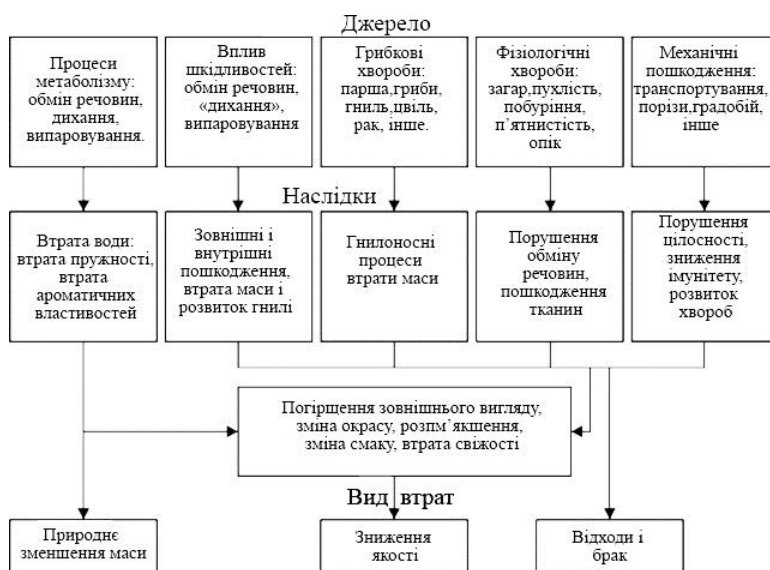 Джерело
Процеси
метаболізму:
обмін речовин,
дихання,
випаровування.
Вплив
шкідливостей:
обмін речовин,
«дихання»,
випаровування
Грибкові
хвороби:
парша,гриби,
гниль,цвіль,
рак, інше.
Фізіологічні
хвороби:
загар,пухлість,
побуріння,
п’ятнистість,
опік
Механічні
пошкодження:
транспортування,
порізи,градобій,
інше
Наслідки
Втрата води:
втрата пружності,
втрата
ароматичних
властивостей
Зовнішні і
внутрішні
пошкодження,
втрата маси і
розвиток гнилі
Гнилоносні
процеси
втрати маси
Порушення
обміну
речовин,
пошкодження
тканин
Порушення
цілосності,
зниження
імунітету,
розвиток
хвороб
Погірщення зовнішнього вигляду,
зміна окрасу, розпм’якшення,
зміна смаку, втрата свіжості
Вид втрат
Природнє
зменшення маси
Зниження
якості
Відходи і
брак